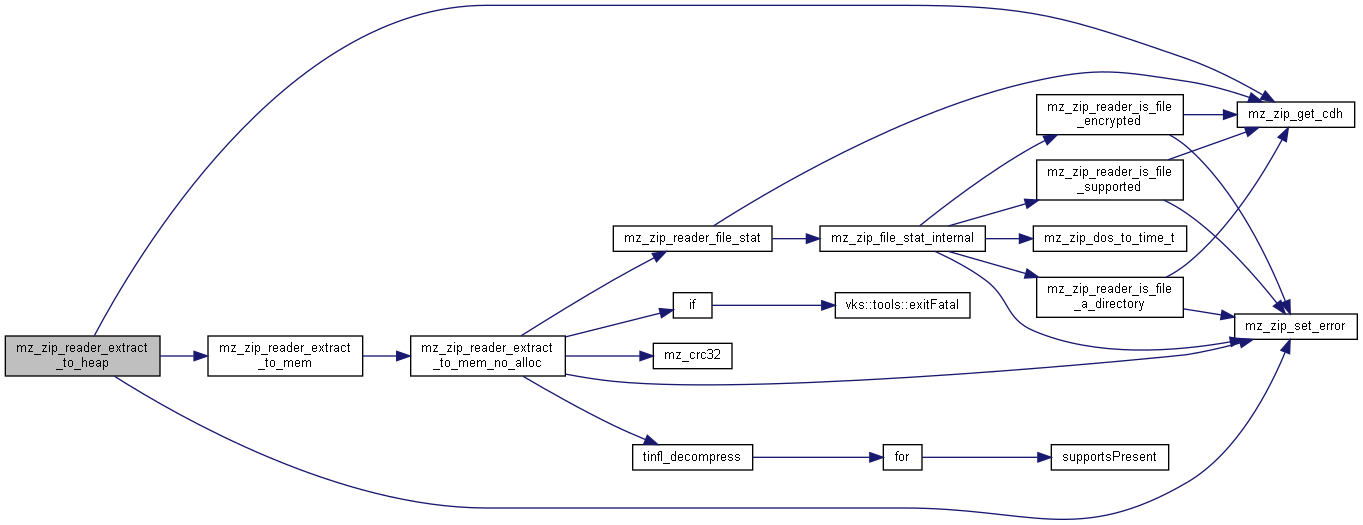 mz_zip_reader_extract
_to_heap
mz_zip_reader_extract
_to_mem
mz_zip_reader_extract
_to_mem_no_alloc
mz_zip_reader_file_stat
if
mz_crc32
tinfl_decompress
mz_zip_file_stat_internal
vks::tools::exitFatal
for
mz_zip_reader_is_file
_encrypted
mz_zip_reader_is_file
_supported
mz_zip_dos_to_time_t
mz_zip_reader_is_file
_a_directory
supportsPresent
mz_zip_get_cdh
mz_zip_set_error